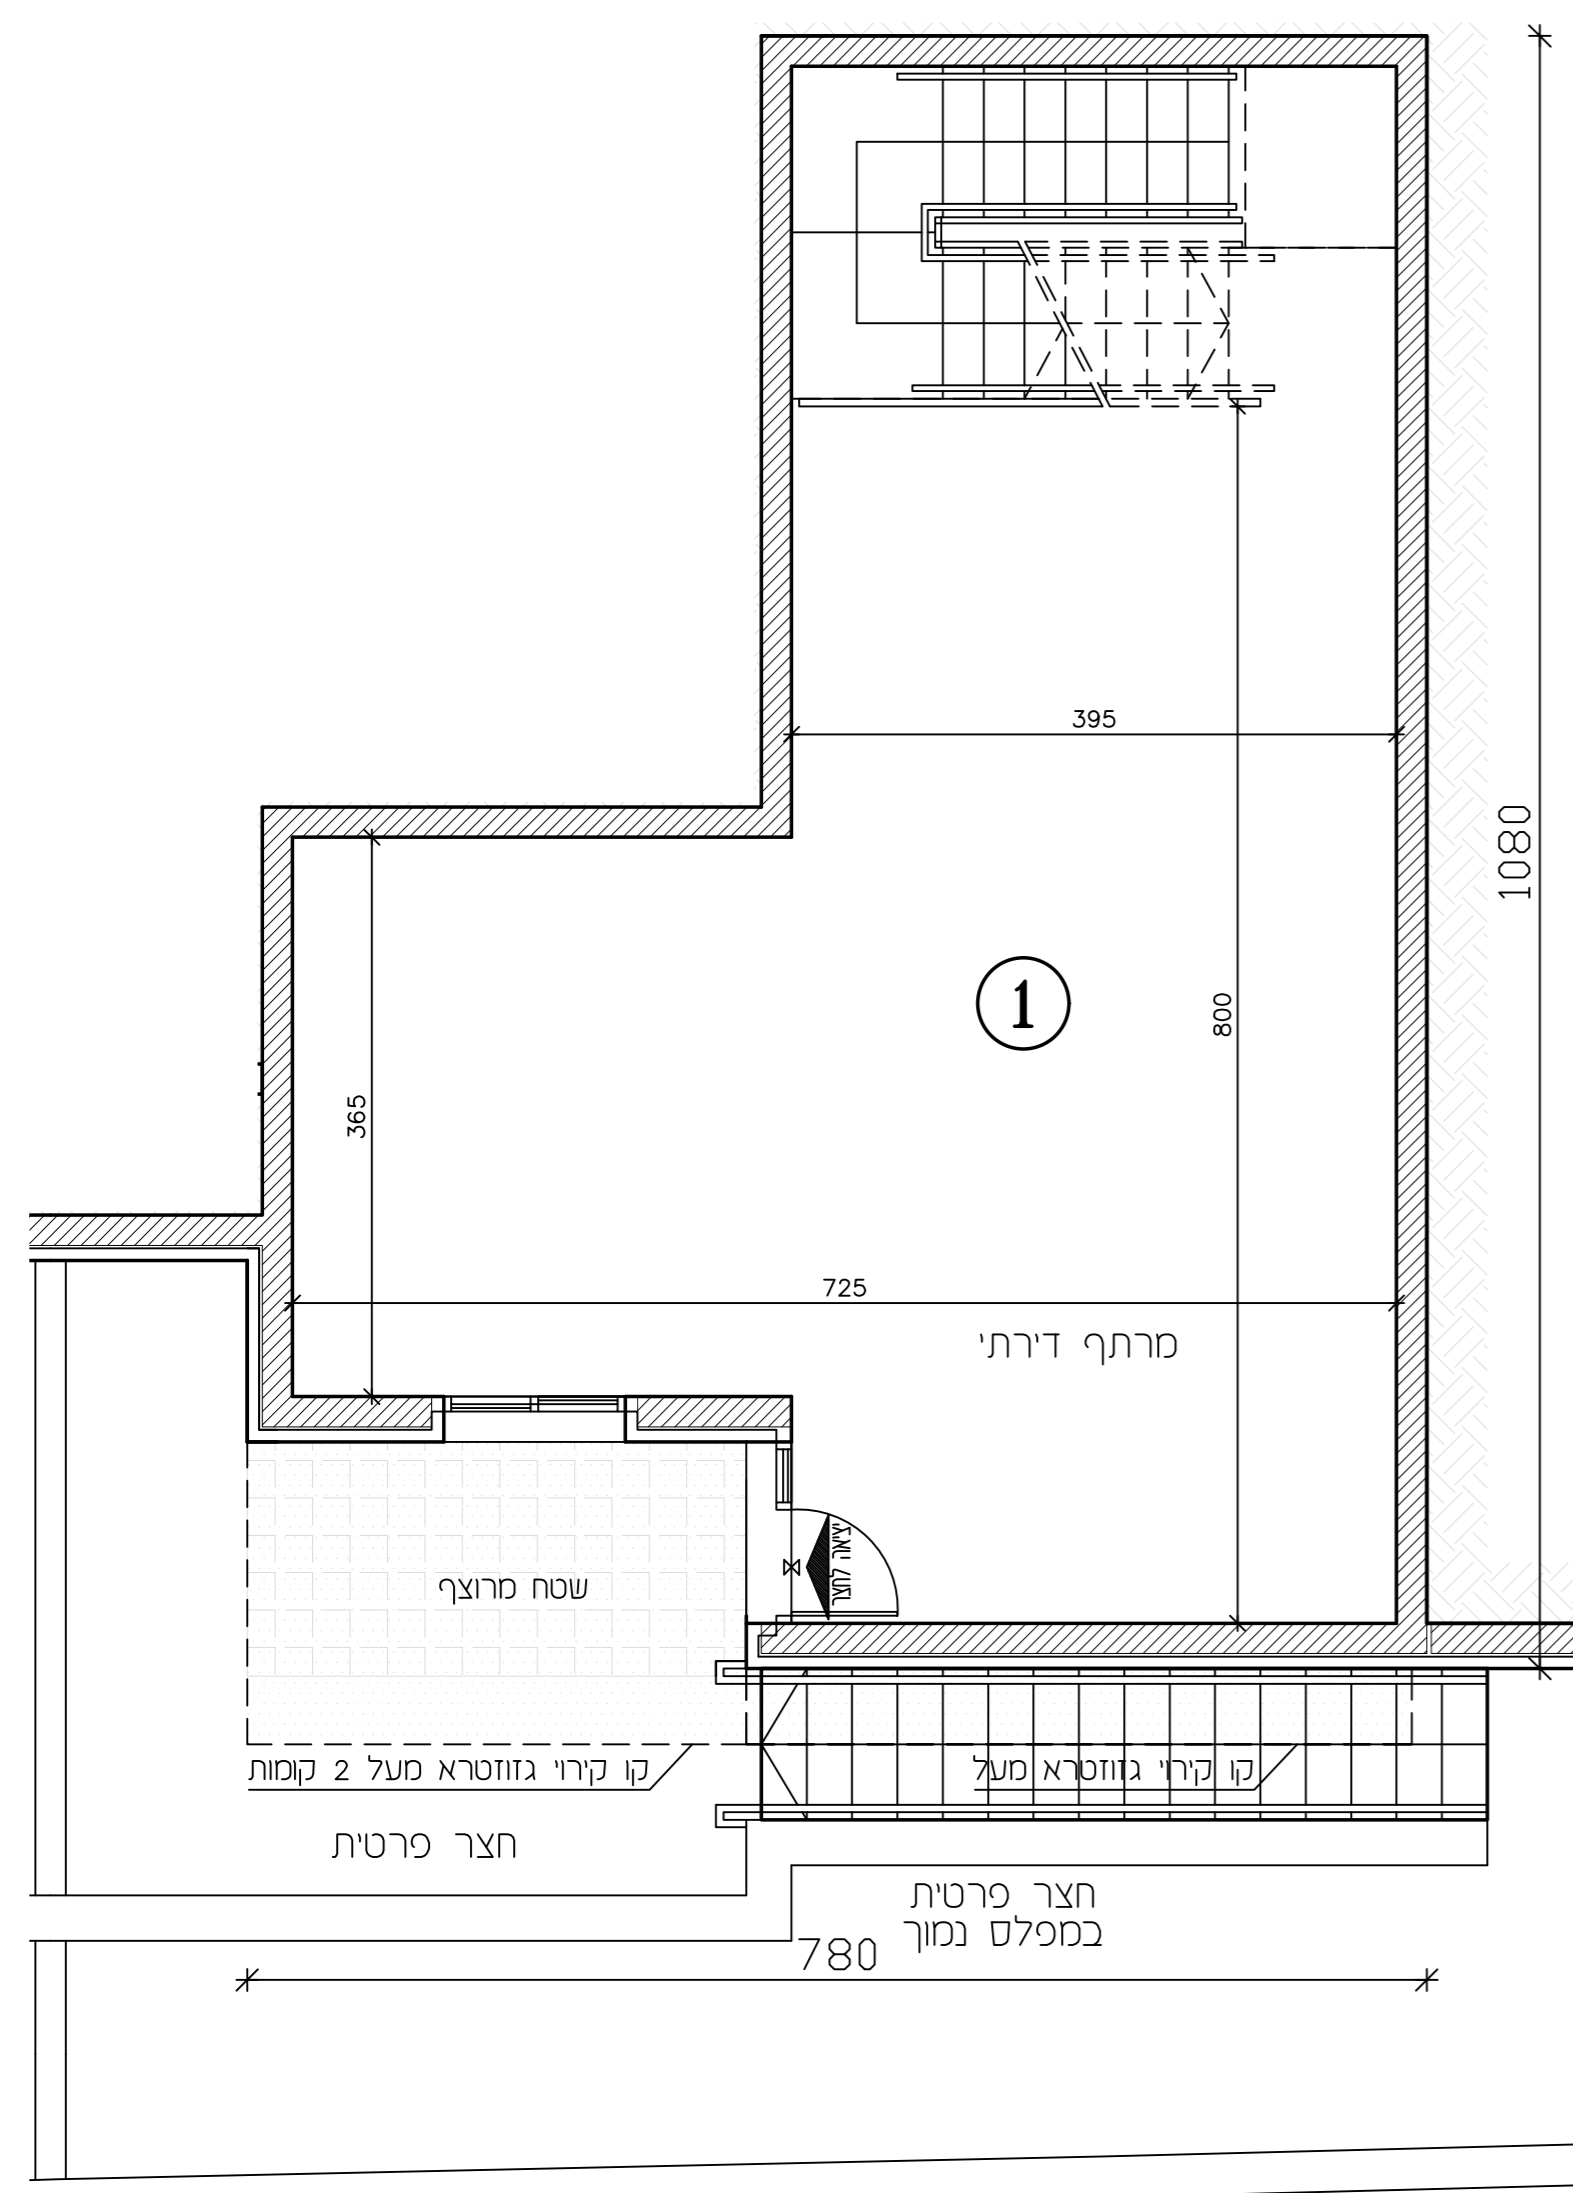 395
1080
1
800
365
725
מרתף דירתי
יציאה לחצר
שטח מרוצף
קו קירוי גזוזטרא מעל 2 קומות
קו קירוי גזוזטרא מעל
חצר פרטית
חצר פרטית
במפלס נמוך
780